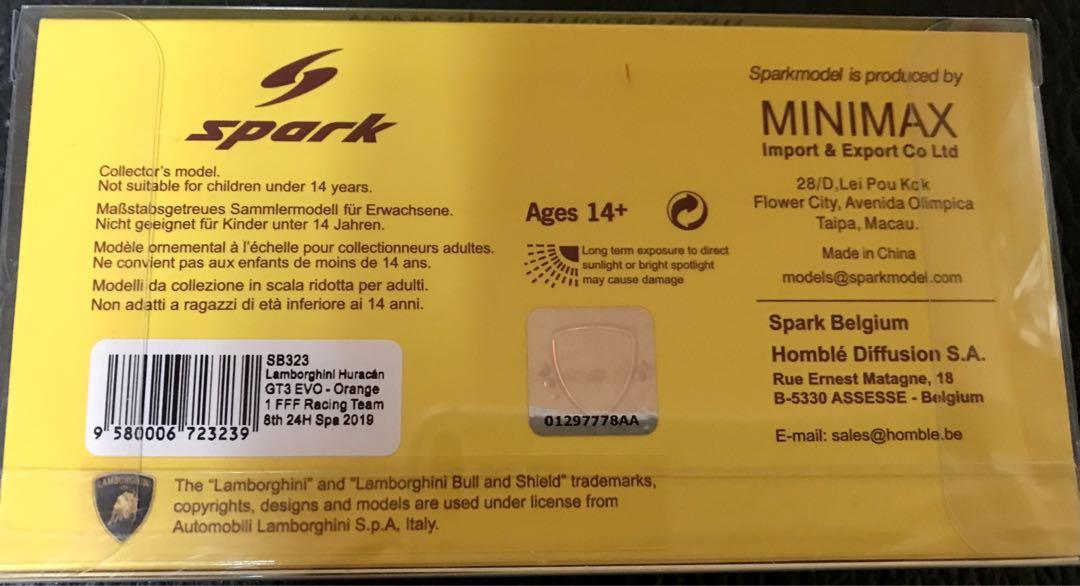 www.sparkmodel.com
spark
Collector's model.
Not suitable for children under 14 years.
Maßstabsgetreues Sammlermodell für Erwachsene.
Nicht geeignet für Kinder unter 14 Jahren.
Modèle ornemental à l'échelle pour collectionneurs adultes.
Ne convient pas aux enfants de moins de 14 ans.
Modelli da collezione in scala ridotta per adulti.
Non adatti a ragazzi di età inferiore ai 14 anni.
SB323
Lamborghini Huracán
GT3 EVO - Orange
1 FFF Racing Team
8th 24H Spa 2019
9 580006 723239
Ages 14+
Long term exposure to direct
sunlight or bright spotlight
may cause damage
01297778AA
Sparkmodel is produced by
MINIMAX
Import & Export Co Ltd
28/D,Lei Pou Kok
Flower City, Avenida Olimpica
Taipa, Macau.
Made in China
models@sparkmodel.com
Spark Belgium
Homblé Diffusion S.A.
Rue Ernest Matagne, 18
B-5330 ASSESSE - Belgium
E-mail: sales@homble.be
LAMBORGHINI
The "Lamborghini" and "Lamborghini Bull and Shield" trademarks,
copyrights, designs and models are used under license from
Automobili Lamborghini S.p.A, Italy.